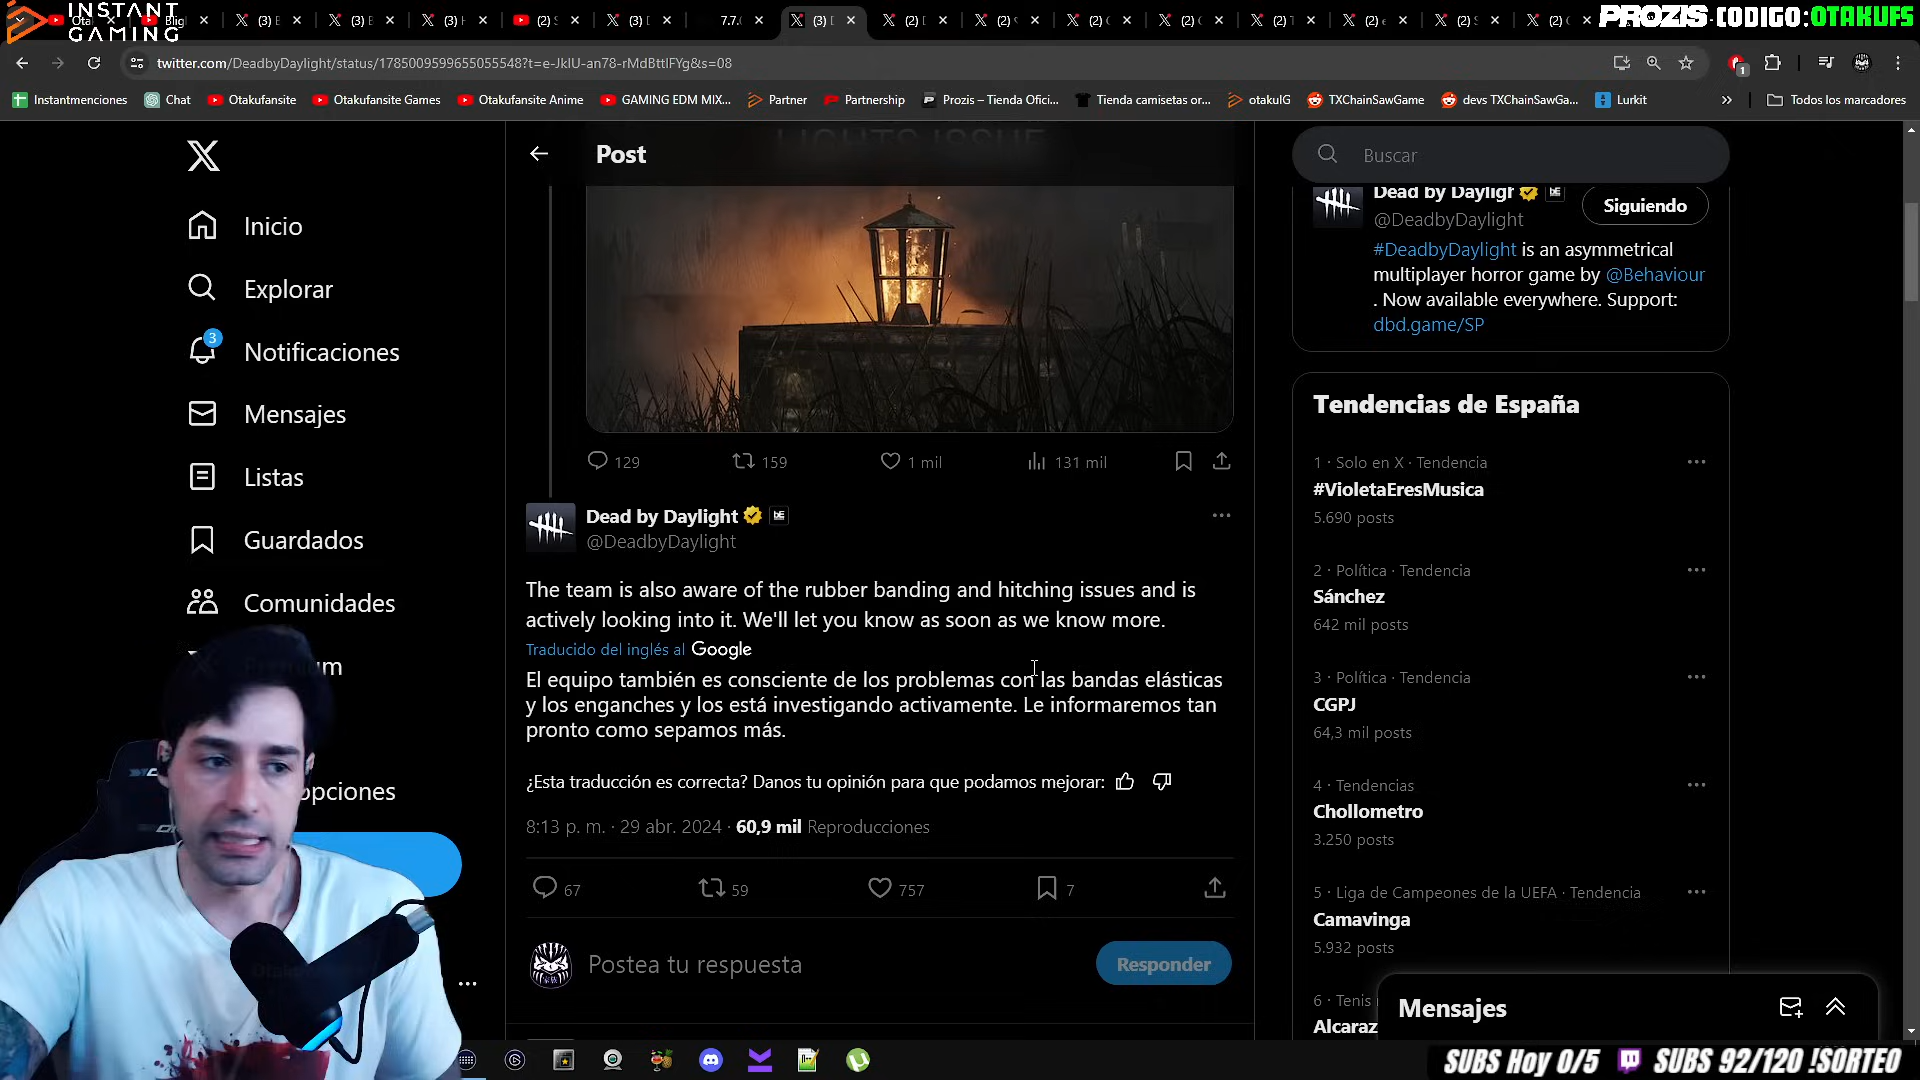 INSTANT
GAMING
PROZIS CODIGO:OTAKUFS
twitter.com/DeadbyDaylight/status/1785009599655055548?t=e-JklU-an78-rMdBttlFYg&s=08
Instantmenciones
Chat
Otakufansite
Otakufansite Games
Otakufansite Anime
GAMING EDM MIX...
Partner
Partnership
Prozis – Tienda Ofici...
Tienda camisetas or...
otakuIG
TXChainSawGame
devs TXChainSawGa...
Lurkit
Todos los marcadores
Inicio
Explorar
3
Notificaciones
Mensajes
Listas
Guardados
Comunidades
opciones
Post
LIGHTS ISSUE
129
159
1 mil
131 mil
Dead by Daylight
@DeadbyDaylight
The team is also aware of the rubber banding and hitching issues and is
actively looking into it. We'll let you know as soon as we know more.
Traducido del inglés al Google
El equipo también es consciente de los problemas con las bandas elásticas
y los enganches y los está investigando activamente. Le informaremos tan
pronto como sepamos más.
¿Esta traducción es correcta? Danos tu opinión para que podamos mejorar:
8:13 p. m. · 29 abr. 2024 · 60,9 mil Reproducciones
67
59
757
7
Postea tu respuesta
Responder
Buscar
Dead by Dayligh
@DeadbyDaylight
Siguiendo
#DeadbyDaylight is an asymmetrical
multiplayer horror game by @Behaviour
. Now available everywhere. Support:
dbd.game/SP
Tendencias de España
1 · Solo en X · Tendencia
#VioletaEresMusica
5.690 posts
2 · Política · Tendencia
Sánchez
642 mil posts
3 · Política · Tendencia
CGPJ
64,3 mil posts
4 · Tendencias
Chollometro
3.250 posts
5 · Liga de Campeones de la UEFA · Tendencia
Camavinga
5.932 posts
6 · Tenis
Alcaraz
Mensajes
SUBS Hoy 0/5
SUBS 92/120 !SORTEO